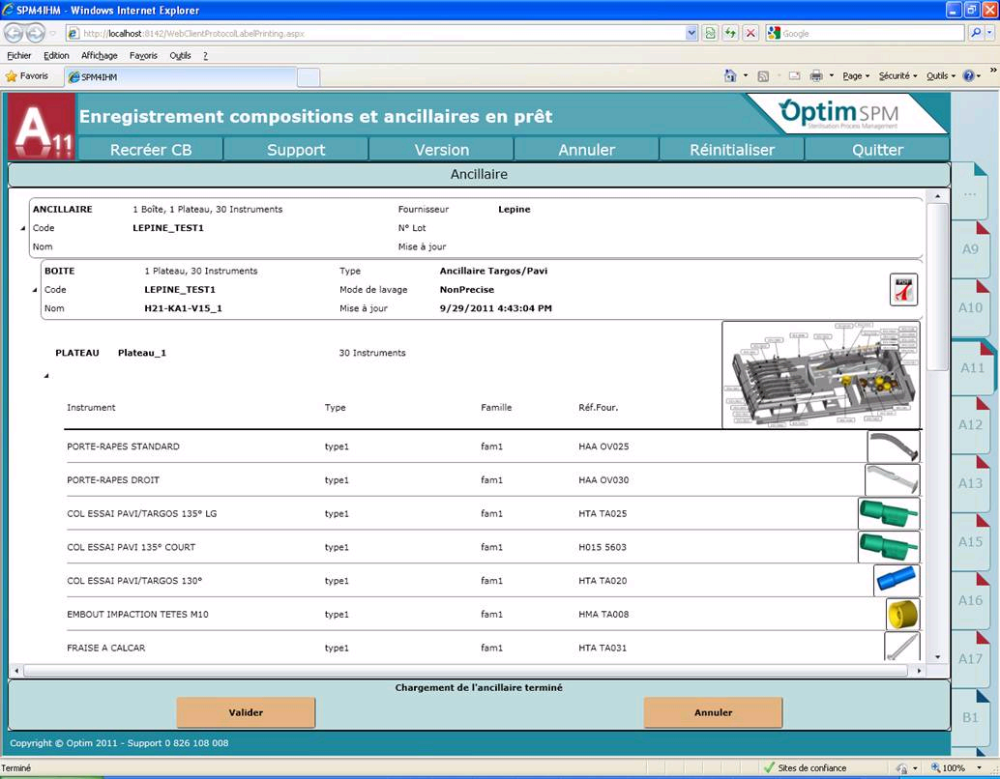 SPM4IHM - Windows Internet Explorer
http://localhost:8142/WebClientProtocolLabelPrinting.aspx
Google
Fichier Edition Affichage Favoris Outils ?
Favoris SPM4IHM Page Sécurité Outils
A11 Enregistrement compositions et ancillaires en prêt OptimSPM
Sterilisation Process Management
Recréer CB Support Version Annuler Réinitialiser Quitter
Ancillaire
ANCILLAIRE 1 Boîte, 1 Plateau, 30 Instruments Fournisseur Lepine
Code LEPINE_TEST1 N° Lot
Nom Mise à jour
BOITE 1 Plateau, 30 Instruments Type Ancillaire Targos/Pavi
Code LEPINE_TEST1 Mode de lavage NonPrecise
Nom H21-KA1-V15_1 Mise à jour 9/29/2011 4:43:04 PM
PDF
PLATEAU Plateau_1 30 Instruments
Instrument Type Famille Réf.Four.
PORTE-RAPES STANDARD type1 fam1 HAA OV025
PORTE-RAPES DROIT type1 fam1 HAA OV030
COL ESSAI PAVI/TARGOS 135° LG type1 fam1 HTA TA025
COL ESSAI PAVI 135° COURT type1 fam1 H015 5603
COL ESSAI PAVI/TARGOS 130° type1 fam1 HTA TA020
EMBOUT IMPACTION TETES M10 type1 fam1 HMA TA008
FRAISE A CALCAR type1 fam1 HTA TA031
...
A9
A10
A11
A12
A13
A15
A16
A17
B1
Chargement de l'ancillaire terminé
Valider Annuler
Copyright © Optim 2011 - Support 0 826 108 008
Terminé Sites de confiance 100%